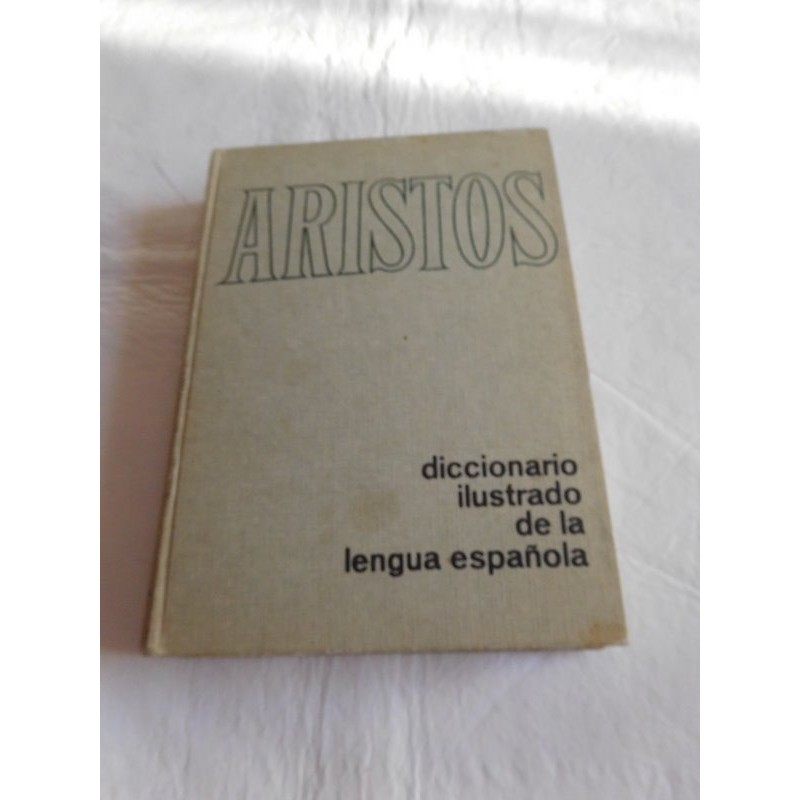 ARISTOS
diccionario
ilustrado
de la
lengua española